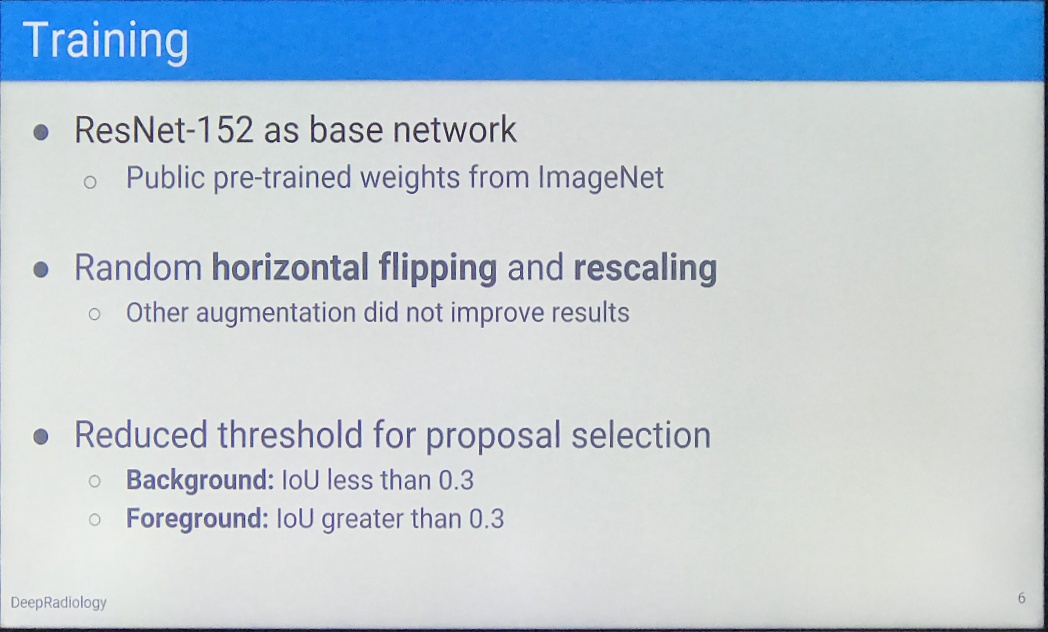 Training
● ResNet-152 as base network
○ Public pre-trained weights from ImageNet
● Random horizontal flipping and rescaling
○ Other augmentation did not improve results
● Reduced threshold for proposal selection
○ Background: IoU less than 0.3
○ Foreground: IoU greater than 0.3
DeepRadiology
6